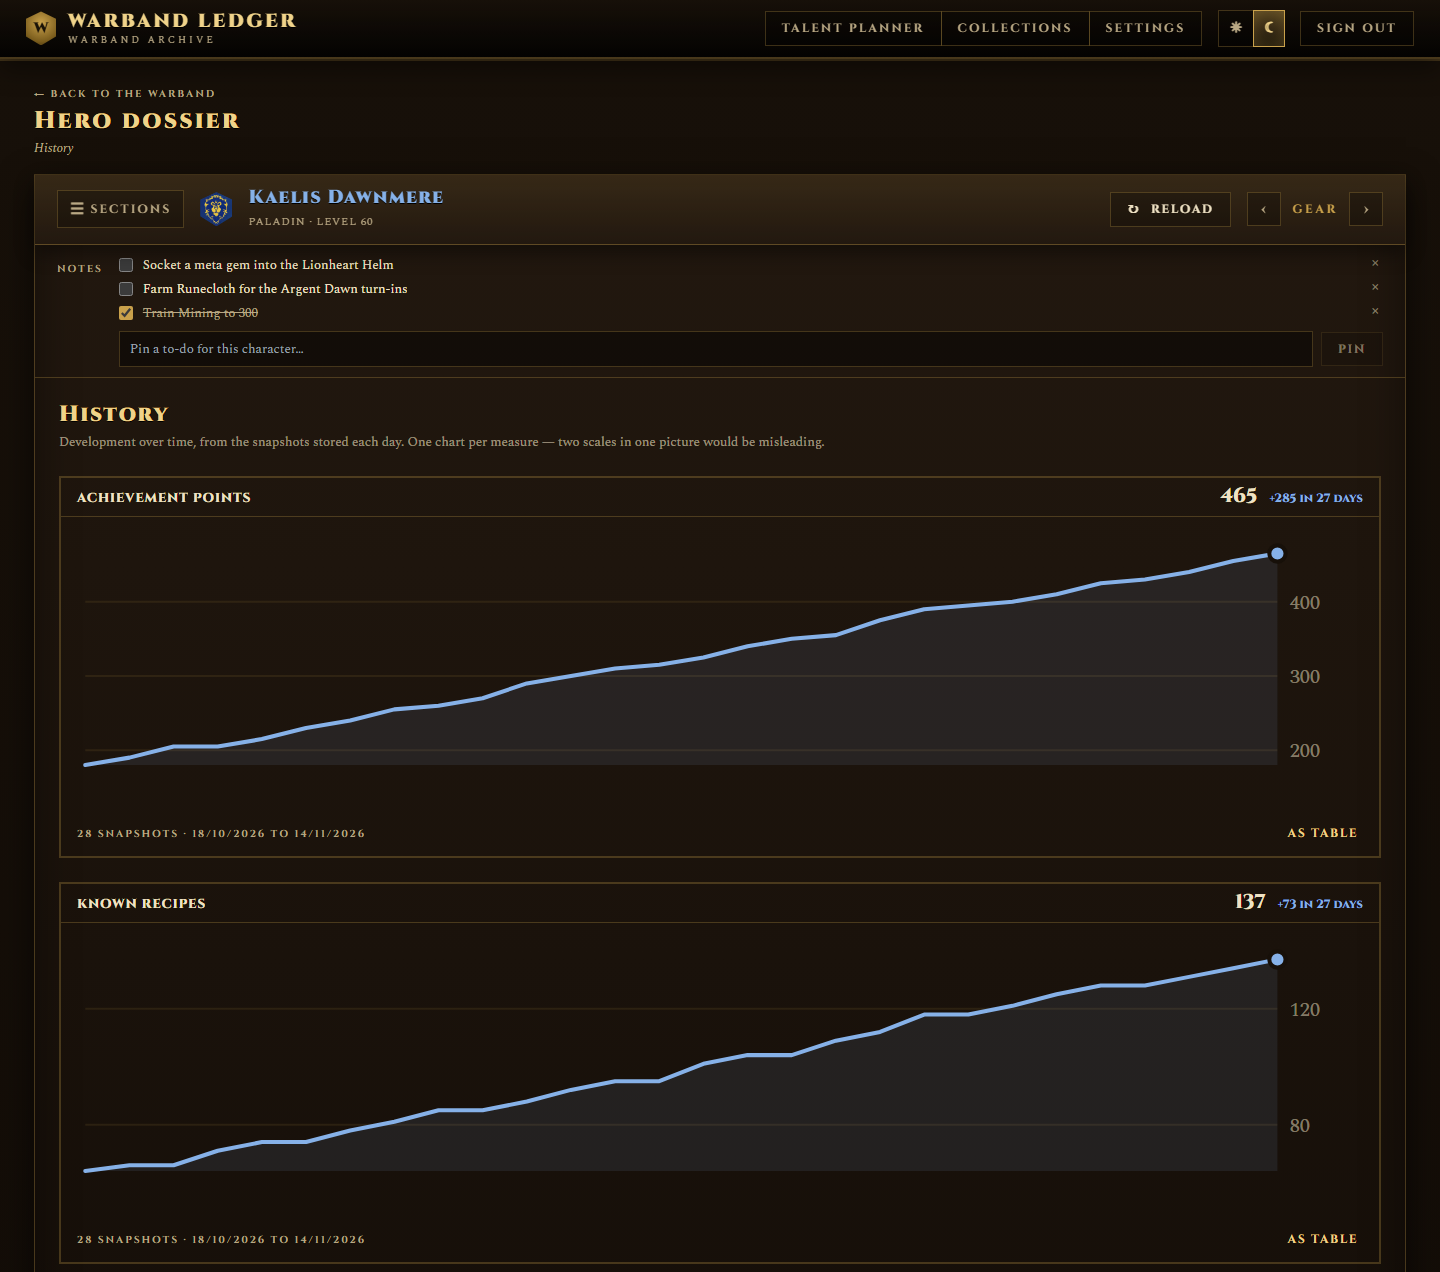 W
WARBAND LEDGER
WARBAND ARCHIVE
TALENT PLANNER
COLLECTIONS
SETTINGS
SIGN OUT
← BACK TO THE WARBAND
HERO DOSSIER
History
☰ SECTIONS
KAELIS DAWNMERE
PALADIN · LEVEL 60
↻ RELOAD
‹ GEAR ›
NOTES
Socket a meta gem into the Lionheart Helm ×
Farm Runecloth for the Argent Dawn turn-ins ×
Train Mining to 300 ×
Pin a to-do for this character…
PIN
HISTORY
Development over time, from the snapshots stored each day. One chart per measure — two scales in one picture would be misleading.
ACHIEVEMENT POINTS
465 +285 IN 27 DAYS
400
300
200
28 SNAPSHOTS · 18/10/2026 TO 14/11/2026
AS TABLE
KNOWN RECIPES
137 +73 IN 27 DAYS
120
80
28 SNAPSHOTS · 18/10/2026 TO 14/11/2026
AS TABLE